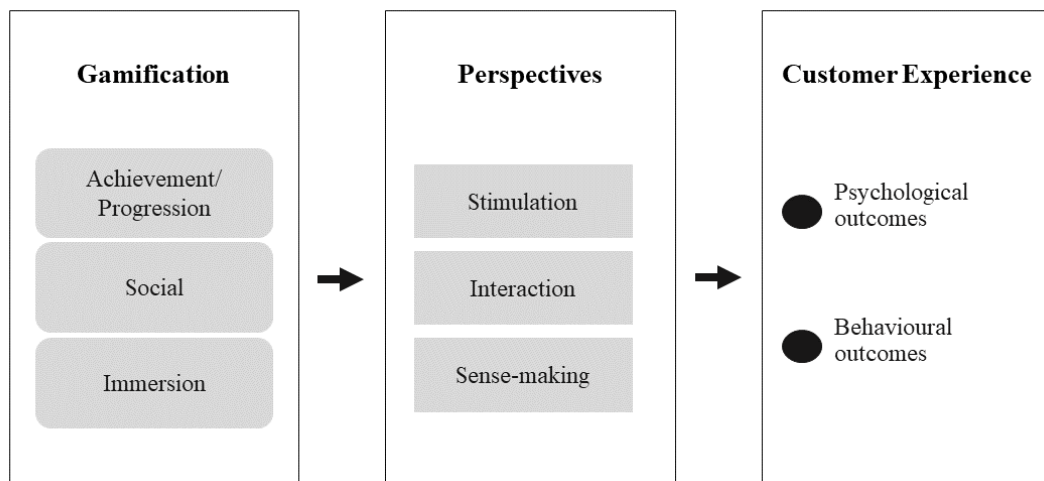 Gamification
Achievement/
Progression
Social
Immersion
Perspectives
Stimulation
Interaction
Sense-making
Customer Experience
Psychological
outcomes
Behavioural
outcomes